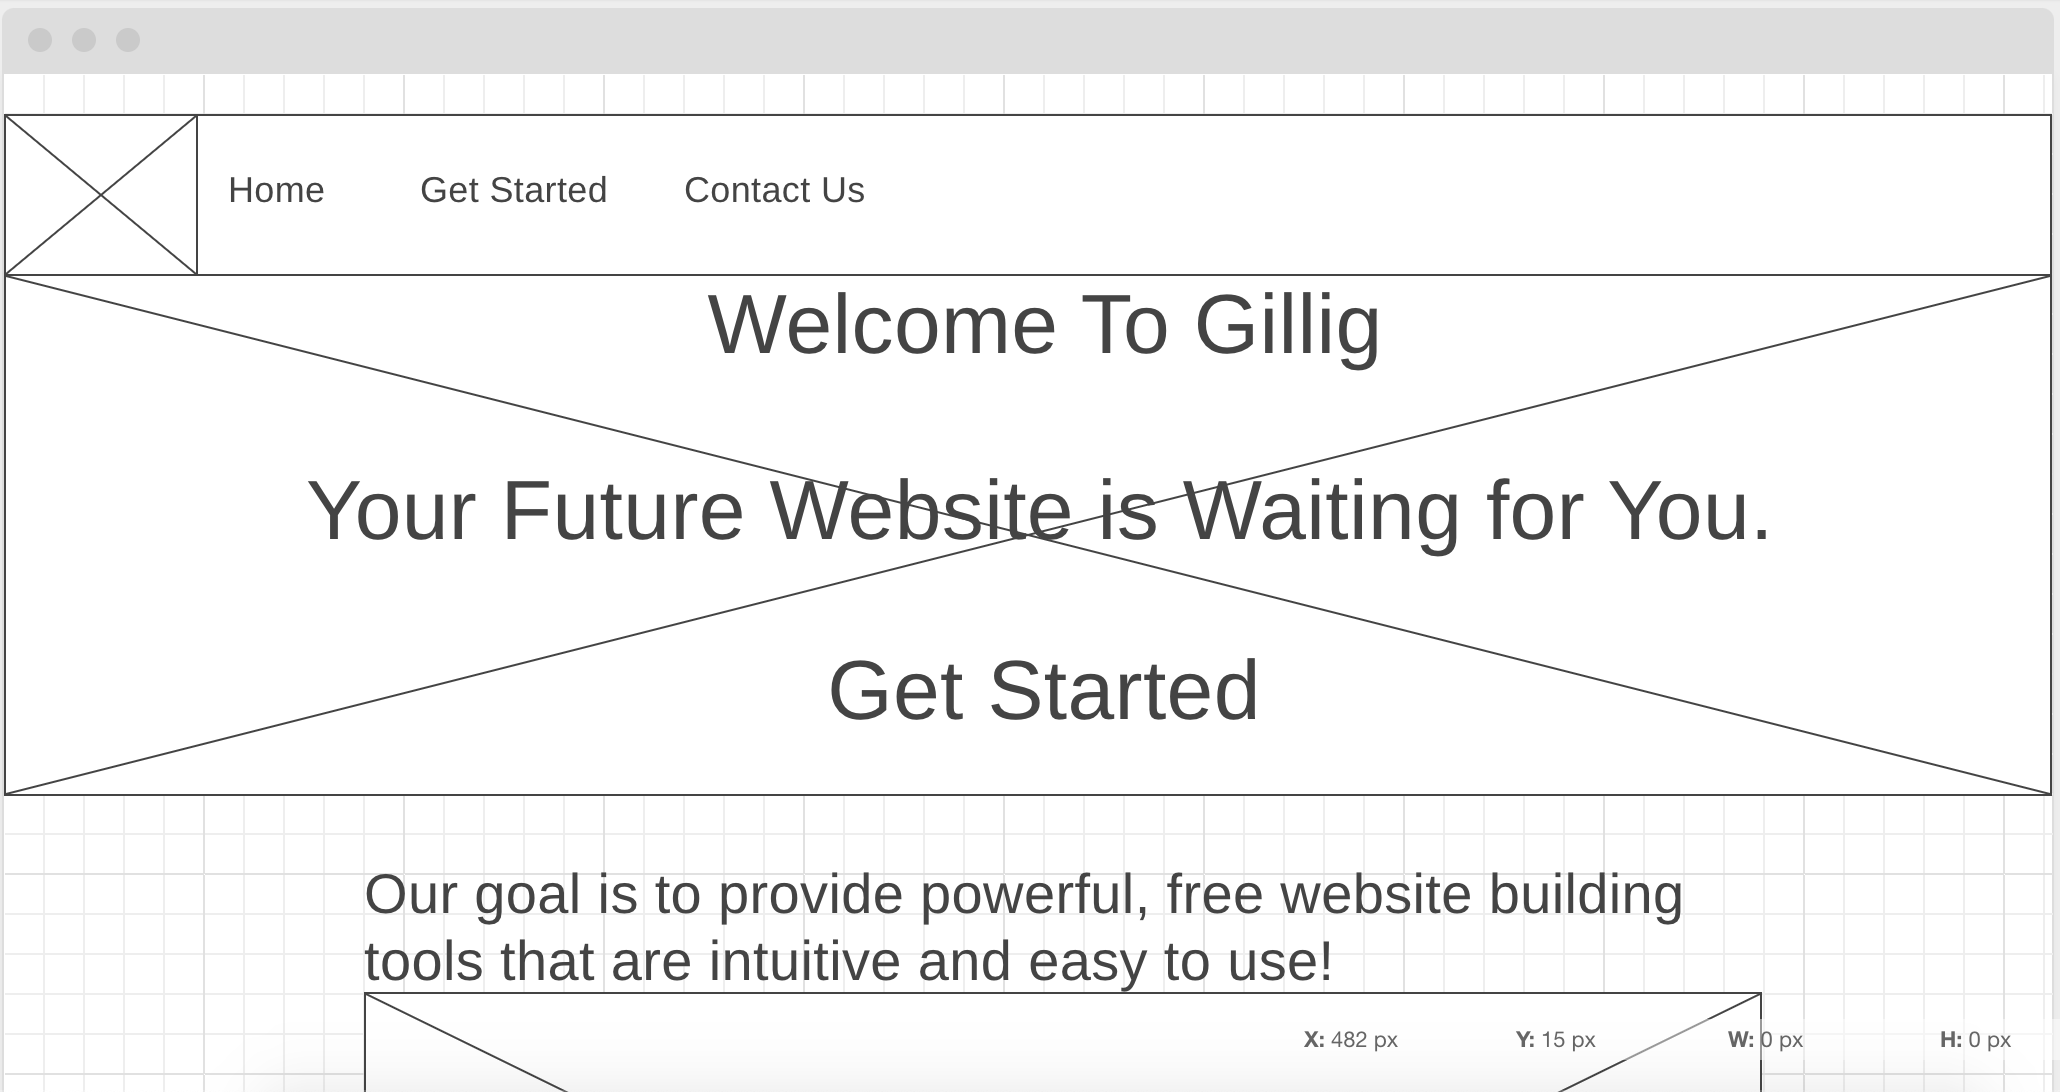 Home Get Started Contact Us
Welcome To Gillig
Your Future Website is Waiting for You.
Get Started
Our goal is to provide powerful, free website building
tools that are intuitive and easy to use!
X: 482 px Y: 15 px W: 0 px H: 0 px